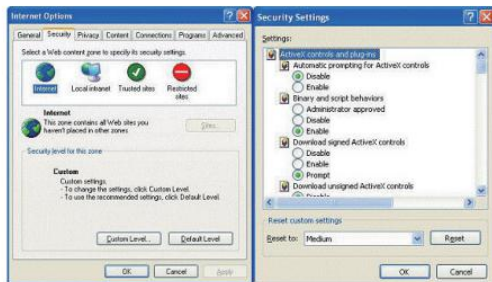 Internet Options
General Security Privacy Content Connections Programs Advanced
Select a Web content zone to specify its security settings.
Internet Local intranet Trusted sites Restricted sites
Internet
This zone contains all Web sites you
haven't placed in other zones
Sites...
Security level for this zone
Custom
Custom settings.
- To change the settings, click Custom Level.
- To use the recommended settings, click Default Level.
Custom Level... Default Level
OK Cancel Apply
Security Settings
Settings:
ActiveX controls and plug-ins
Automatic prompting for ActiveX controls
Disable
Enable
Binary and script behaviors
Administrator approved
Disable
Enable
Download signed ActiveX controls
Disable
Enable
Prompt
Download unsigned ActiveX controls
Disable
Reset custom settings
Reset to: Medium Reset
OK Cancel